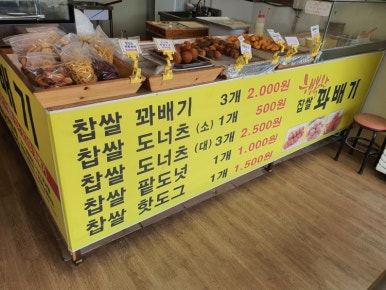 찹쌀 꽈배기 3개 2.000원
찹쌀 도너츠 (소) 1개 500원
찹쌀 도너츠 (대) 3개 2.500원
찹쌀 팥도넛 1개 1.000원
찹쌀 핫도그 1개 1.500원
찹쌀 꽈배기
배기